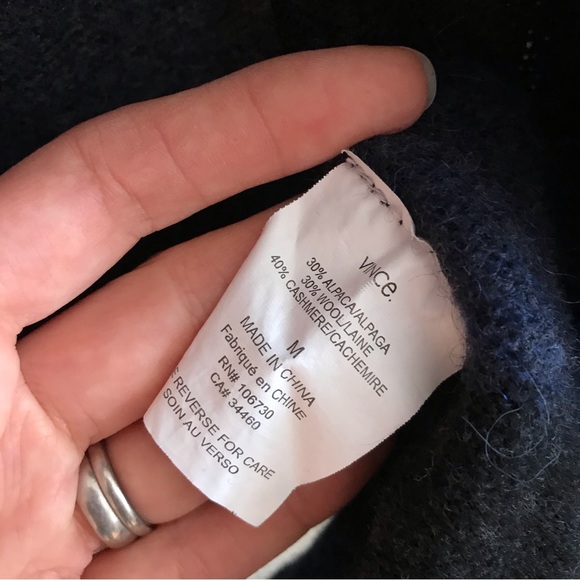 VINCe.
30% ALPACA/ALPAGA
30% WOOL/LAINE
40% CASHMERE/CACHEMIRE
M
MADE IN CHINA
Fabriqué en CHINE
RN# 106730
CA# 34460
REVERSE FOR CARE
SOIN AU VERSO